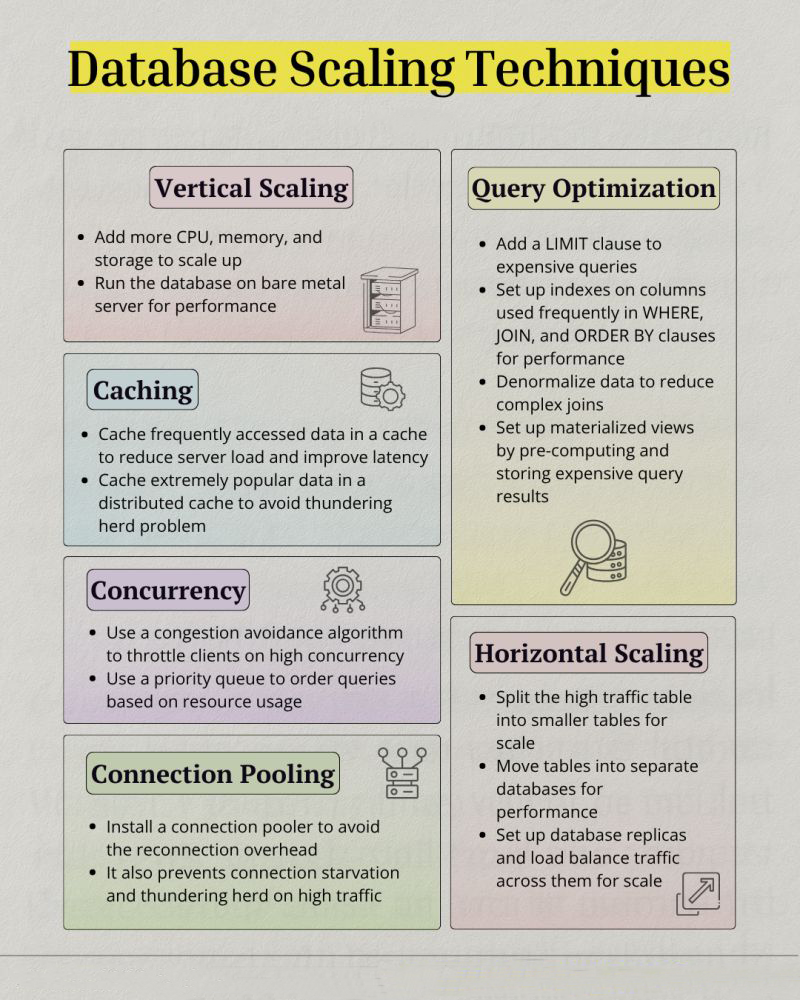 Database Scaling Techniques
Vertical Scaling
• Add more CPU, memory, and
storage to scale up
• Run the database on bare metal
server for performance
Caching
• Cache frequently accessed data in a cache
to reduce server load and improve latency
• Cache extremely popular data in a
distributed cache to avoid thundering
herd problem
Concurrency
• Use a congestion avoidance algorithm
to throttle clients on high concurrency
• Use a priority queue to order queries
based on resource usage
Connection Pooling
• Install a connection pooler to avoid
the reconnection overhead
• It also prevents connection starvation
and thundering herd on high traffic
Query Optimization
• Add a LIMIT clause to
expensive queries
• Set up indexes on columns
used frequently in WHERE,
JOIN, and ORDER BY clauses
for performance
• Denormalize data to reduce
complex joins
• Set up materialized views
by pre-computing and
storing expensive query
results
Horizontal Scaling
• Split the high traffic table
into smaller tables for
scale
• Move tables into separate
databases for
performance
• Set up database replicas
and load balance traffic
across them for scale